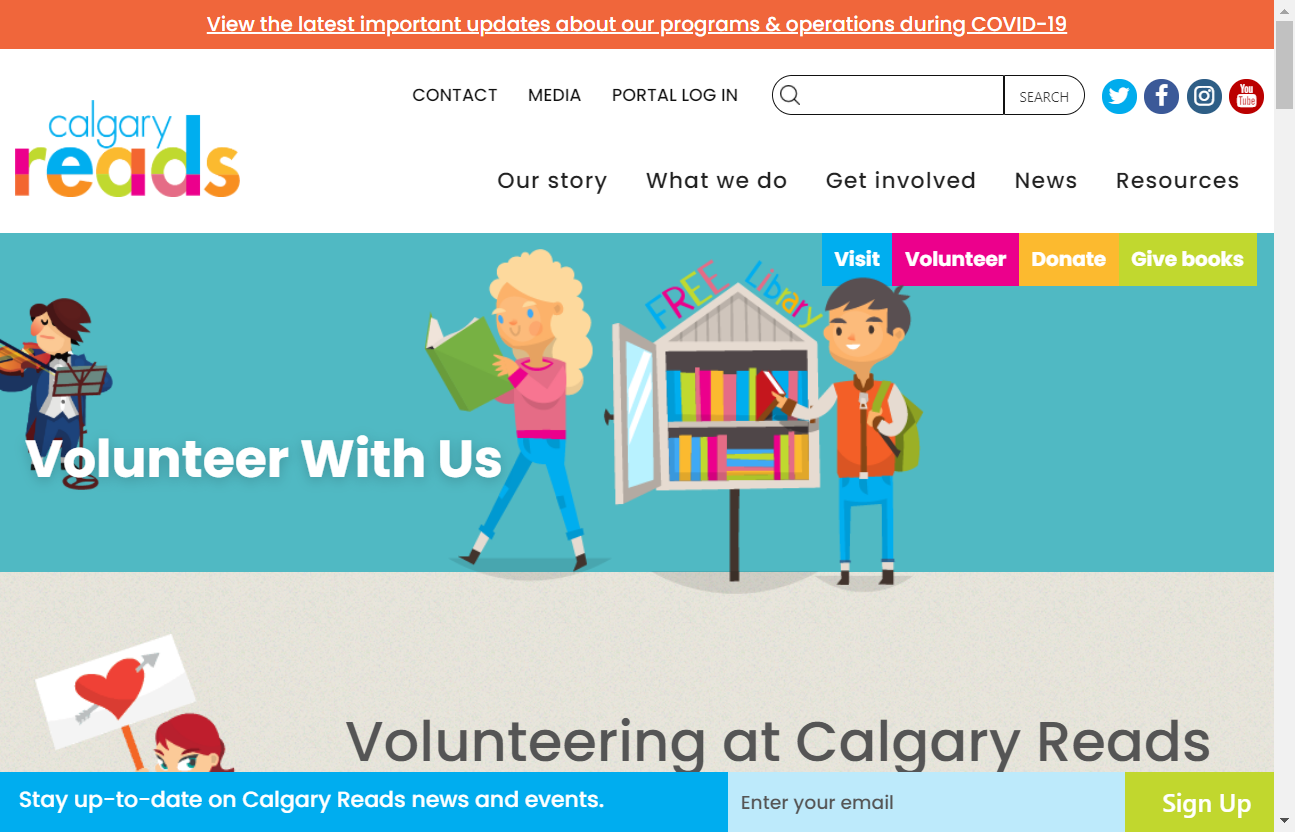 View the latest important updates about our programs & operations during COVID-19
CONTACT MEDIA PORTAL LOG IN SEARCH You Tube
calgary
reads
Our story What we do Get involved News Resources
Visit Volunteer Donate Give books
FREE Library
Volunteer With Us
Volunteering at Calgary Reads
Stay up-to-date on Calgary Reads news and events. Enter your email Sign Up